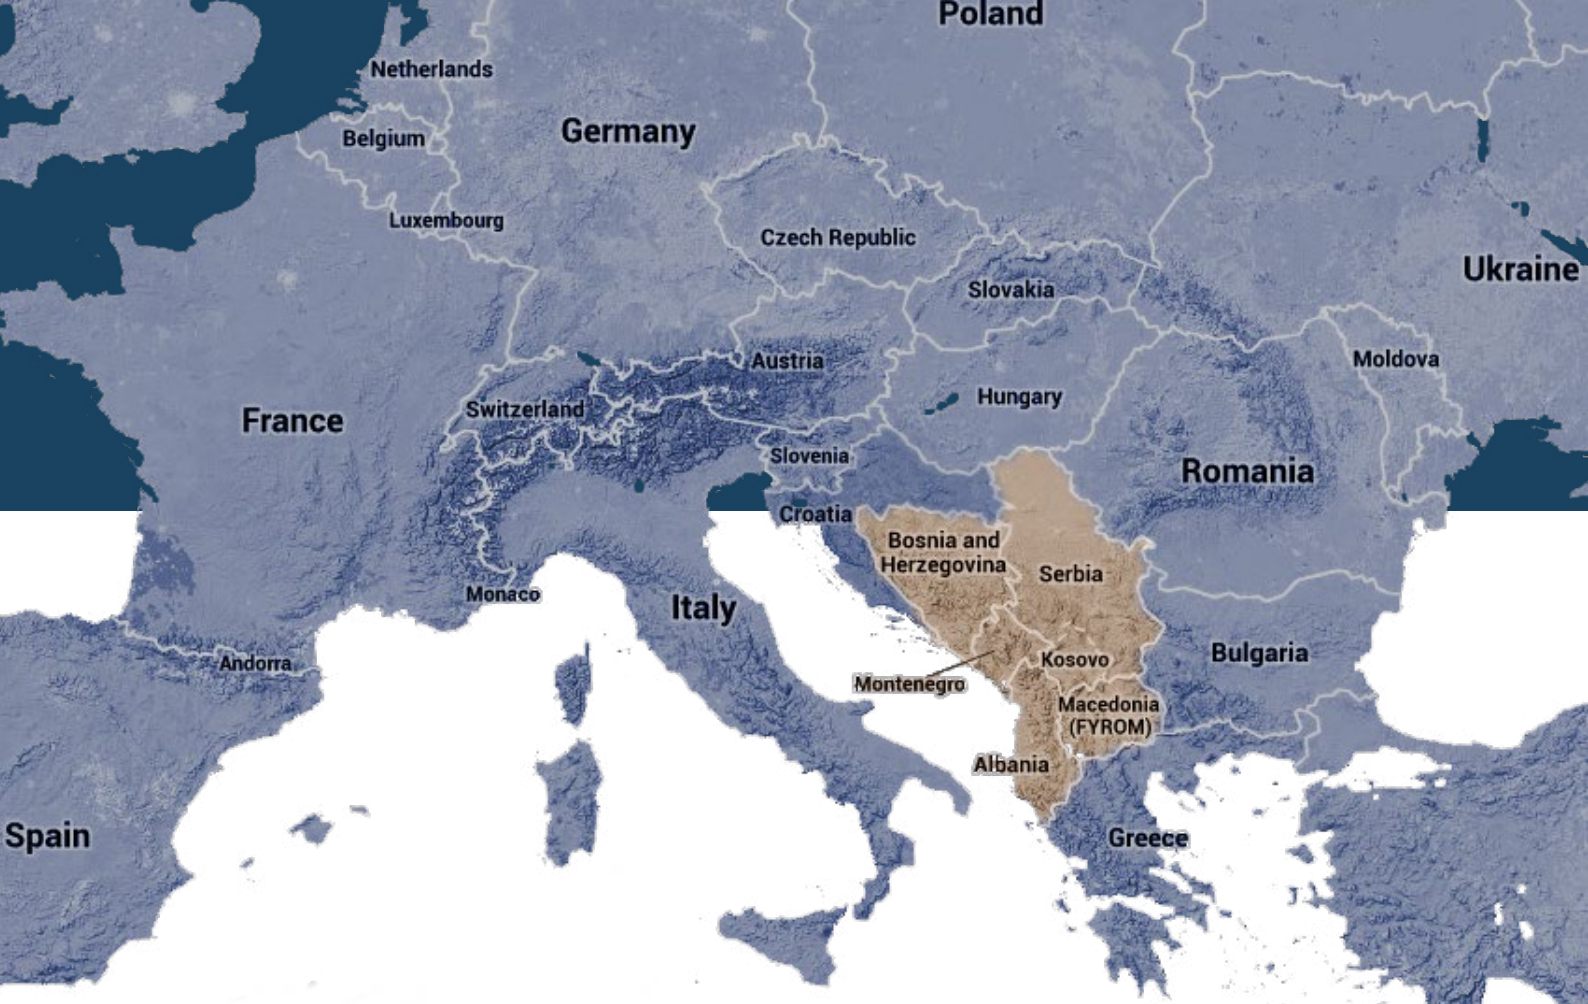 Poland
Netherlands
Germany
Belgium
Luxembourg
Czech Republic
Ukraine
Slovakia
Austria
Moldova
Hungary
Switzerland
France
Slovenia
Romania
Croatia
Bosnia and
Herzegovina
Serbia
Monaco
Italy
Bulgaria
Kosovo
Andorra
Montenegro
Macedonia
(FYROM)
Albania
Spain
Greece